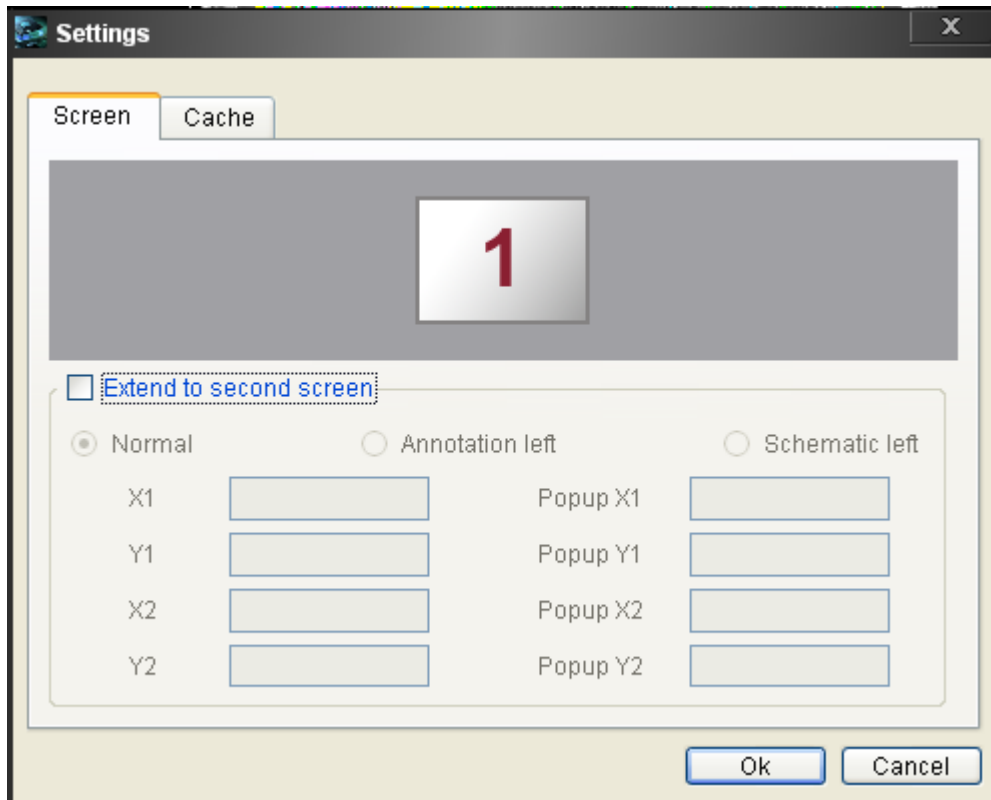 Settings X
Screen Cache
1
Extend to second screen
Normal Annotation left Schematic left
X1 Popup X1
Y1 Popup Y1
X2 Popup X2
Y2 Popup Y2
Ok Cancel